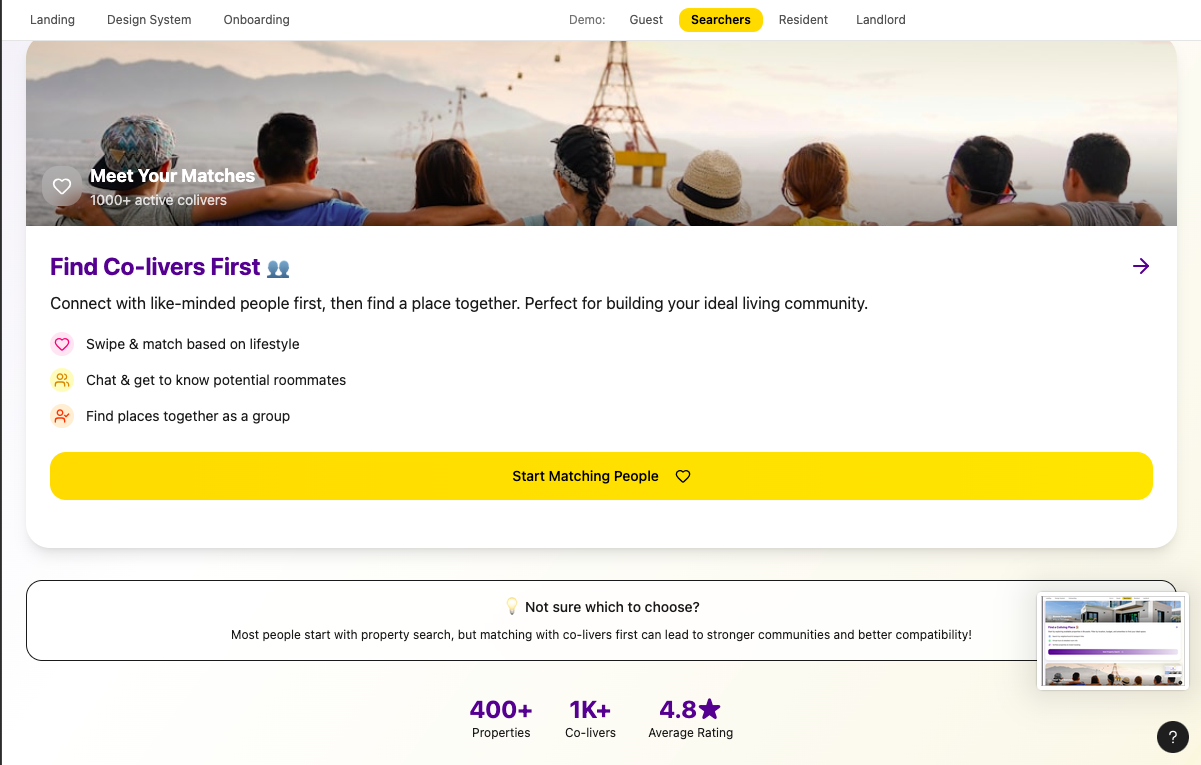 Landing Design System Onboarding Demo: Guest Searchers Resident Landlord
Meet Your Matches
1000+ active colivers
Find Co-livers First 👥
Connect with like-minded people first, then find a place together. Perfect for building your ideal living community.
Swipe & match based on lifestyle
Chat & get to know potential roommates
Find places together as a group
Start Matching People
💡 Not sure which to choose?
Most people start with property search, but matching with co-livers first can lead to stronger communities and better compatibility!
400+ 1K+ 4.8★
Properties Co-livers Average Rating
?